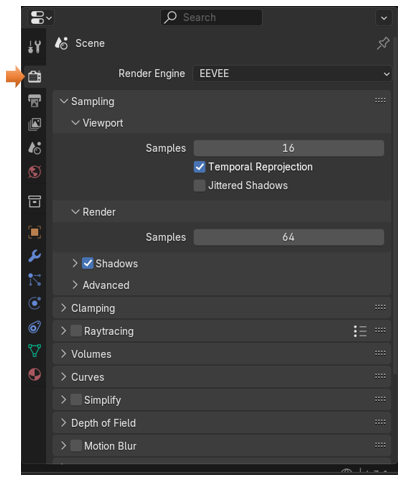 Search
Scene
Render Engine EEVEE
Sampling
Viewport
Samples 16
Temporal Reprojection
Jittered Shadows
Render
Samples 64
Shadows
Advanced
Clamping
Raytracing
Volumes
Curves
Simplify
Depth of Field
Motion Blur